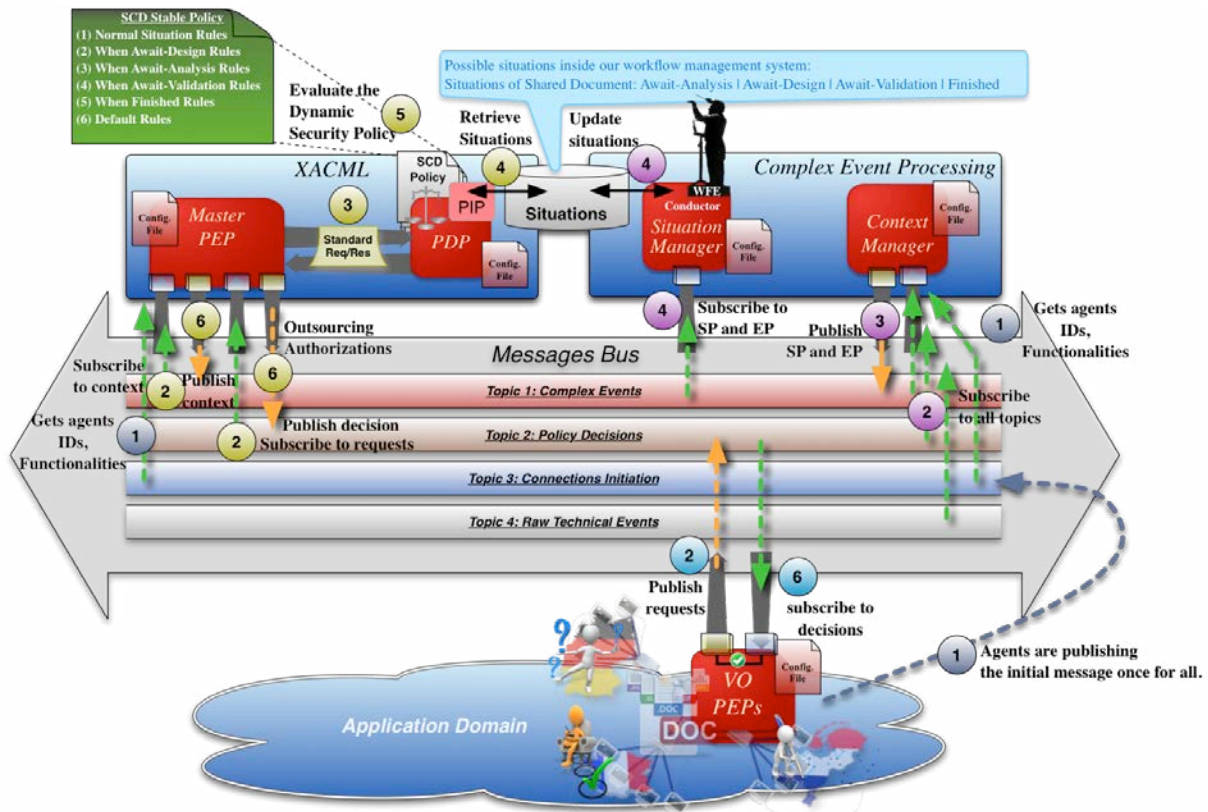 SCD Stable Policy
(1) Normal Situation Rules
(2) When Await-Design Rules
(3) When Await-Analysis Rules
(4) When Await-Validation Rules
(5) When Finished Rules
(6) Default Rules
Possible situations inside our workflow management system:
Situations of Shared Document: Await-Analysis | Await-Design | Await-Validation | Finished
Evaluate the
Dynamic
Security Policy
5
Retrieve
Situations
4
Update
situations
4
XACML
Complex Event Processing
Config.
File
Master
PEP
3
Standard
Req/Res
SCD
Policy
PIP
PDP
Config.
File
Situations
WFE
Conductor
Situation
Manager
Config.
File
Context
Manager
Config.
File
6
Outsourcing
Authorizations
4
Subscribe to
SP and EP
Publish
SP and EP
3
1
Gets agents
IDs,
Functionalities
Messages Bus
Subscribe
to context
2
Publish
context
6
Topic 1: Complex Events
2
Subscribe
to all topics
Gets agents
IDs,
Functionalities
1
2
Publish decision
Subscribe to requests
Topic 2: Policy Decisions
Topic 3: Connections Initiation
Topic 4: Raw Technical Events
2
Publish
requests
6
subscribe to
decisions
1
Agents are publishing
the initial message once for all.
Application Domain
VO
PEPs
Config.
File
DOC
DOC
? ? ?